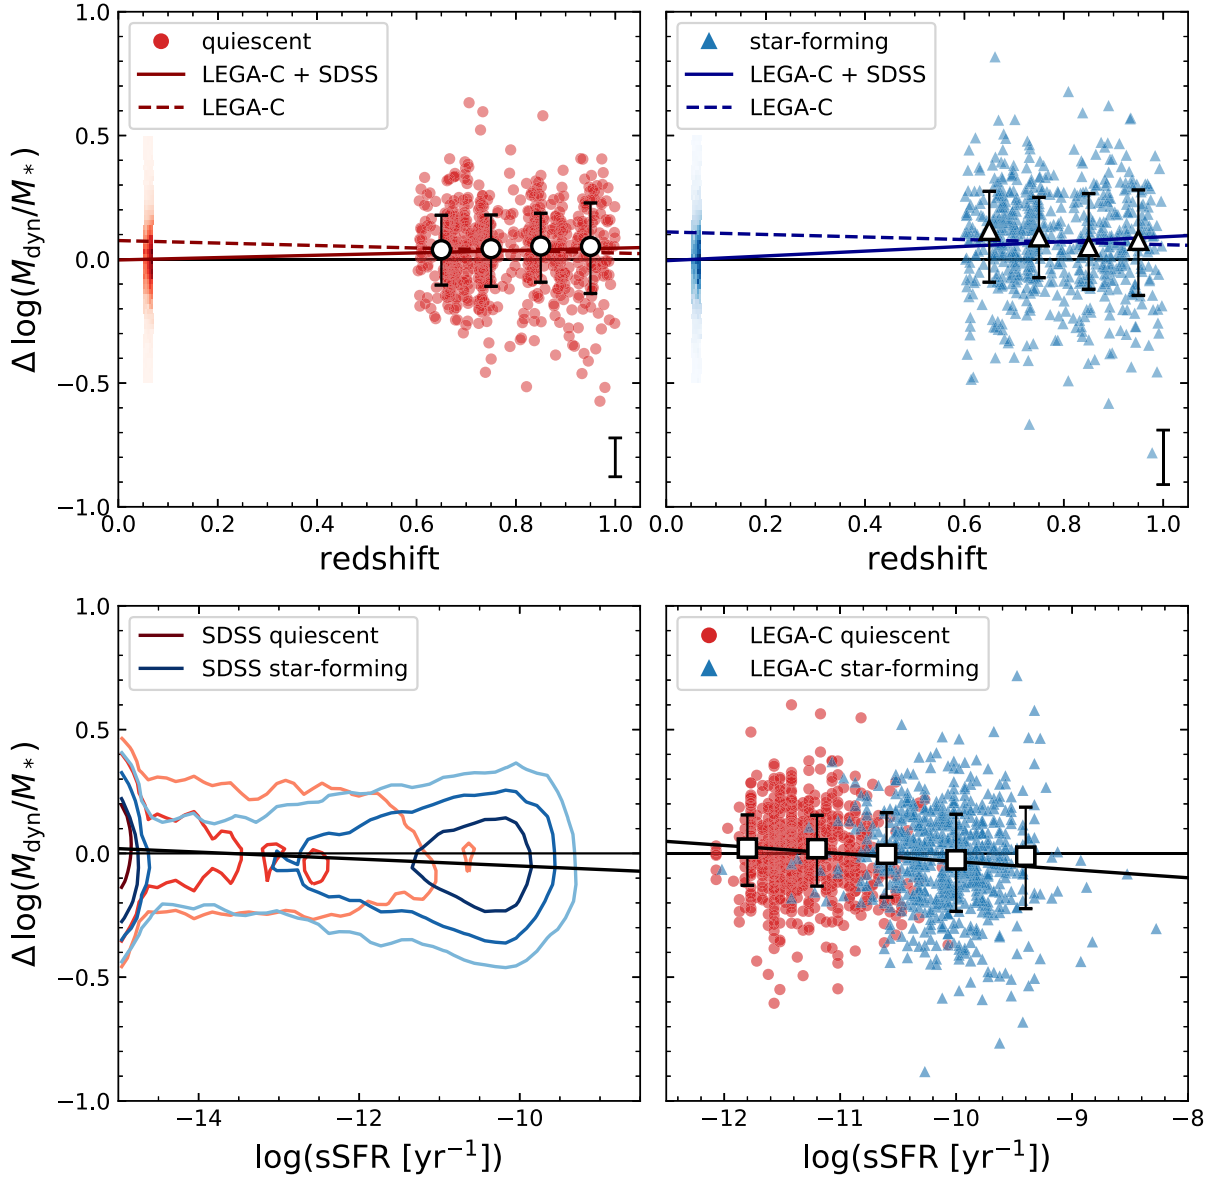 quiescent
LEGA-C + SDSS
LEGA-C
star-forming
LEGA-C + SDSS
LEGA-C
1.0
0.5
0.0
−0.5
−1.0
Δ log(M_dyn/M_*)
0.0 0.2 0.4 0.6 0.8 1.0
redshift
0.0 0.2 0.4 0.6 0.8 1.0
redshift
SDSS quiescent
SDSS star-forming
LEGA-C quiescent
LEGA-C star-forming
1.0
0.5
0.0
−0.5
−1.0
Δ log(M_dyn/M_*)
−14 −12 −10
log(sSFR [yr⁻¹])
−12 −11 −10 −9 −8
log(sSFR [yr⁻¹])